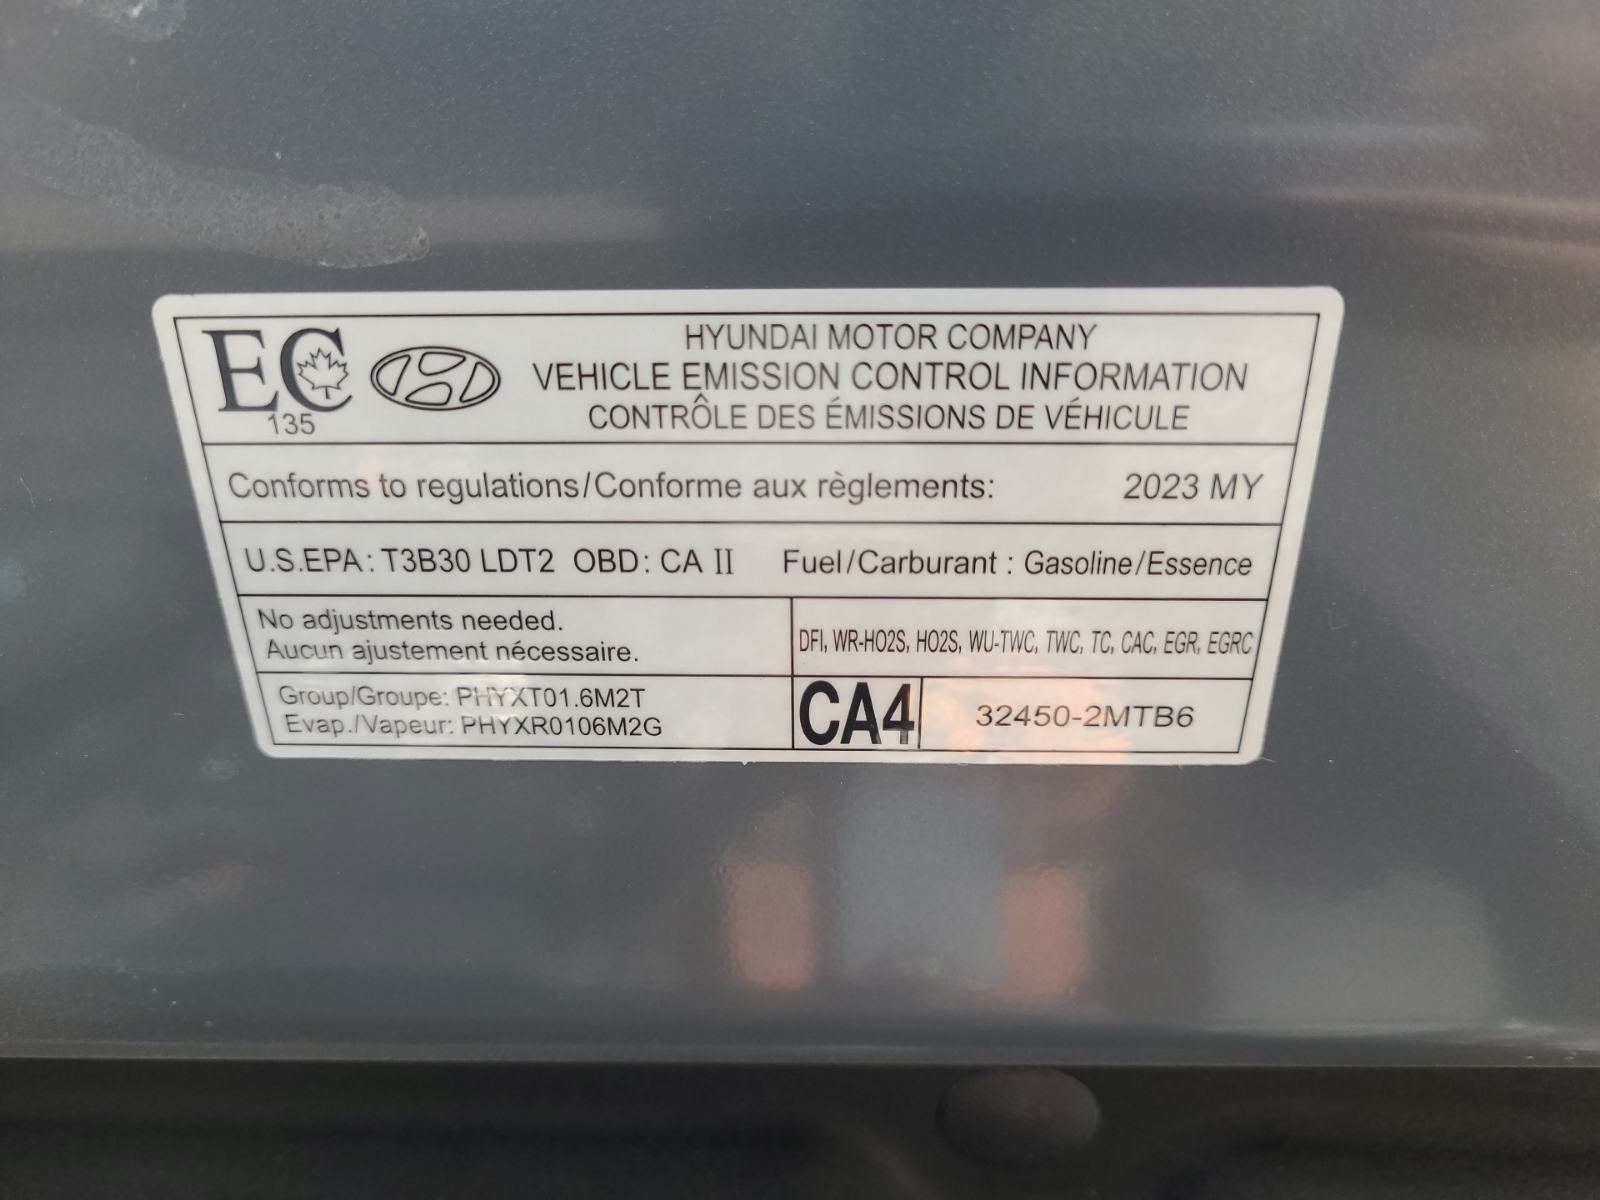 EC
135
HYUNDAI MOTOR COMPANY
VEHICLE EMISSION CONTROL INFORMATION
CONTRÔLE DES ÉMISSIONS DE VÉHICULE
Conforms to regulations/Conforme aux règlements: 2023 MY
U.S.EPA : T3B30 LDT2 OBD : CA II Fuel/Carburant : Gasoline/Essence
No adjustments needed.
Aucun ajustement nécessaire.
DFI, WR-HO2S, HO2S, WU-TWC, TWC, TC, CAC, EGR, EGRC
Group/Groupe: PHYXT01.6M2T
Evap./Vapeur: PHYXR0106M2G
CA4
32450-2MTB6